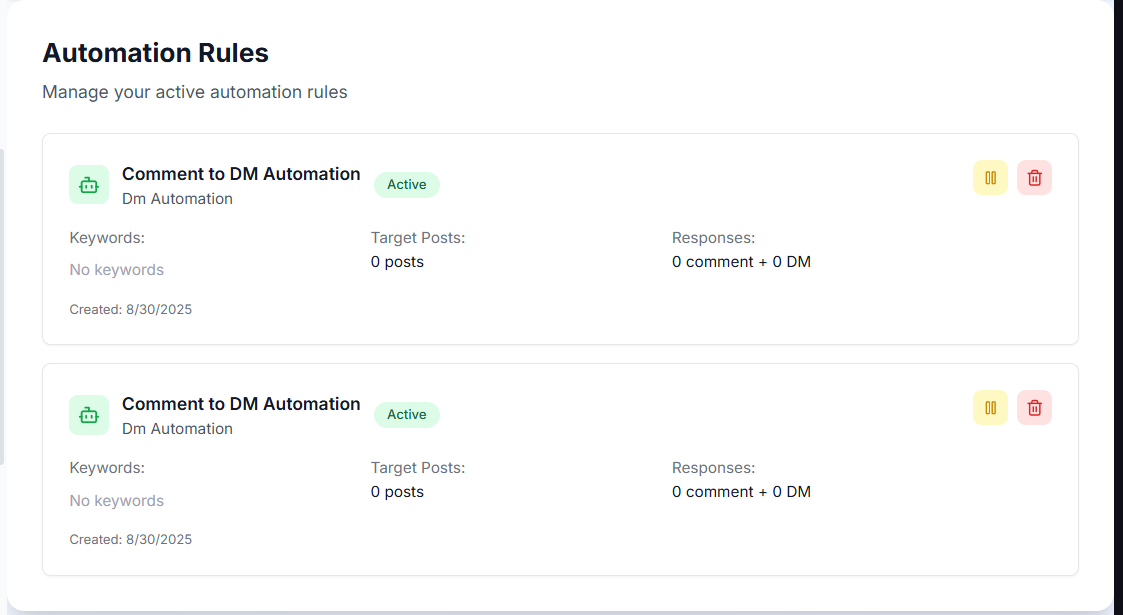 Automation Rules
Manage your active automation rules
Comment to DM Automation
Active
Dm Automation
Keywords:
Target Posts:
Responses:
No keywords
0 posts
0 comment + 0 DM
Created: 8/30/2025
Comment to DM Automation
Active
Dm Automation
Keywords:
Target Posts:
Responses:
No keywords
0 posts
0 comment + 0 DM
Created: 8/30/2025